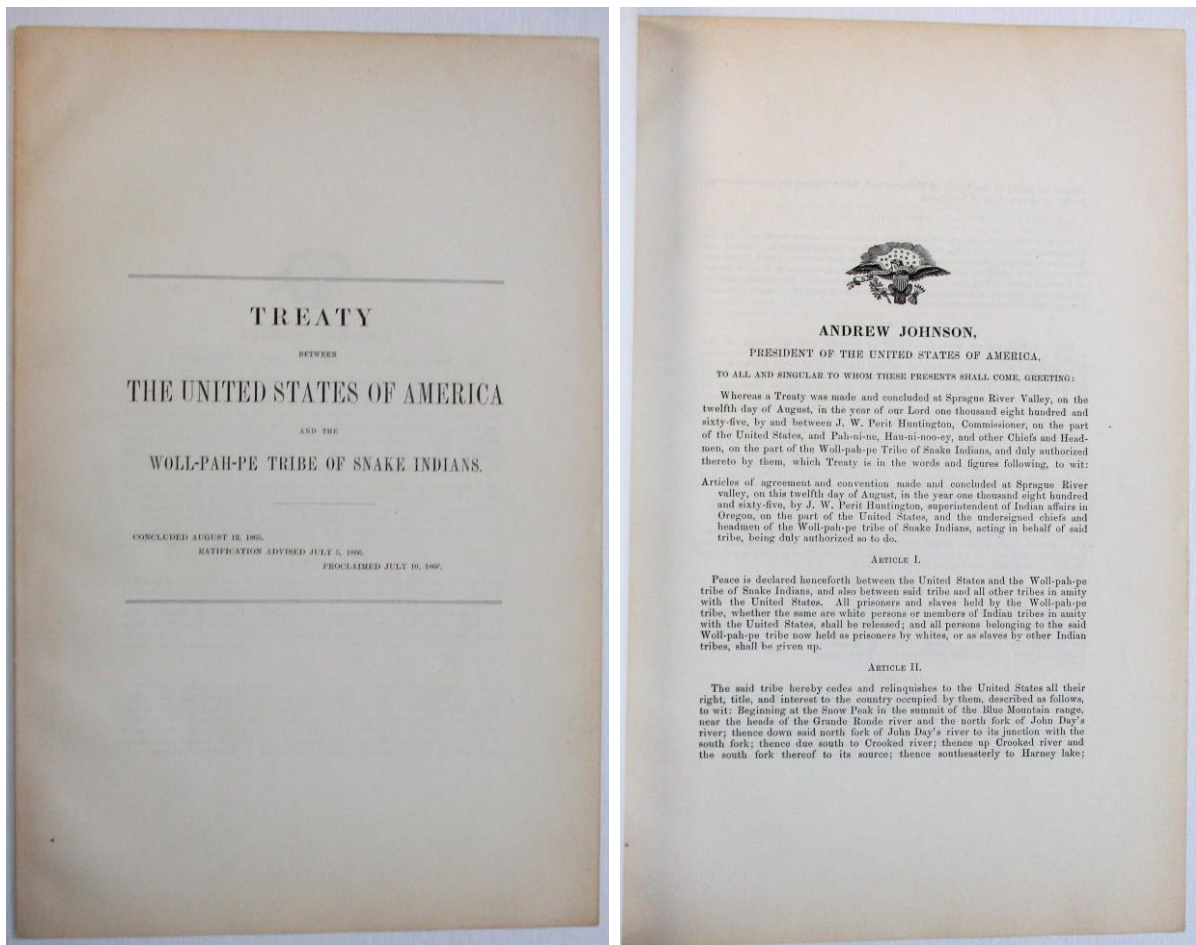 TREATY
BETWEEN
THE UNITED STATES OF AMERICA
AND THE
WOLL-PAH-PE TRIBE OF SNAKE INDIANS.
CONCLUDED AUGUST 12, 1865.
RATIFICATION ADVISED JULY 5, 1866.
PROCLAIMED JULY 10, 1866.
ANDREW JOHNSON,
PRESIDENT OF THE UNITED STATES OF AMERICA,
TO ALL AND SINGULAR TO WHOM THESE PRESENTS SHALL COME, GREETING:
Whereas a Treaty was made and concluded at Sprague River Valley, on the
twelfth day of August, in the year of our Lord one thousand eight hundred and
sixty-five, by and between J. W. Perit Huntington, Commissioner, on the part
of the United States, and Pah-ni-ne, Hau-ni-noo-ey, and other Chiefs and Head-
men, on the part of the Woll-pah-pe Tribe of Snake Indians, and duly authorized
thereto by them, which Treaty is in the words and figures following, to wit:
Articles of agreement and convention made and concluded at Sprague River
valley, on this twelfth day of August, in the year one thousand eight hundred
and sixty-five, by J. W. Perit Huntington, superintendent of Indian affairs in
Oregon, on the part of the United States, and the undersigned chiefs and
headmen of the Woll-pah-pe tribe of Snake Indians, acting in behalf of said
tribe, being duly authorized so to do.
ARTICLE I.
Peace is declared henceforth between the United States and the Woll-pah-pe
tribe of Snake Indians, and also between said tribe and all other tribes in amity
with the United States. All prisoners and slaves held by the Woll-pah-pe
tribe, whether the same are white persons or members of Indian tribes in amity
with the United States, shall be released; and all persons belonging to the said
Woll-pah-pe tribe now held as prisoners by whites, or as slaves by other Indian
tribes, shall be given up.
ARTICLE II.
The said tribe hereby cedes and relinquishes to the United States all their
right, title, and interest to the country occupied by them, described as follows,
to wit: Beginning at the Snow Peak in the summit of the Blue Mountain range,
near the heads of the Grande Ronde river and the north fork of John Day's
river; thence down said north fork of John Day's river to its junction with the
south fork; thence due south to Crooked river; thence up Crooked river and
the south fork thereof to its source; thence southeasterly to Harney lake;